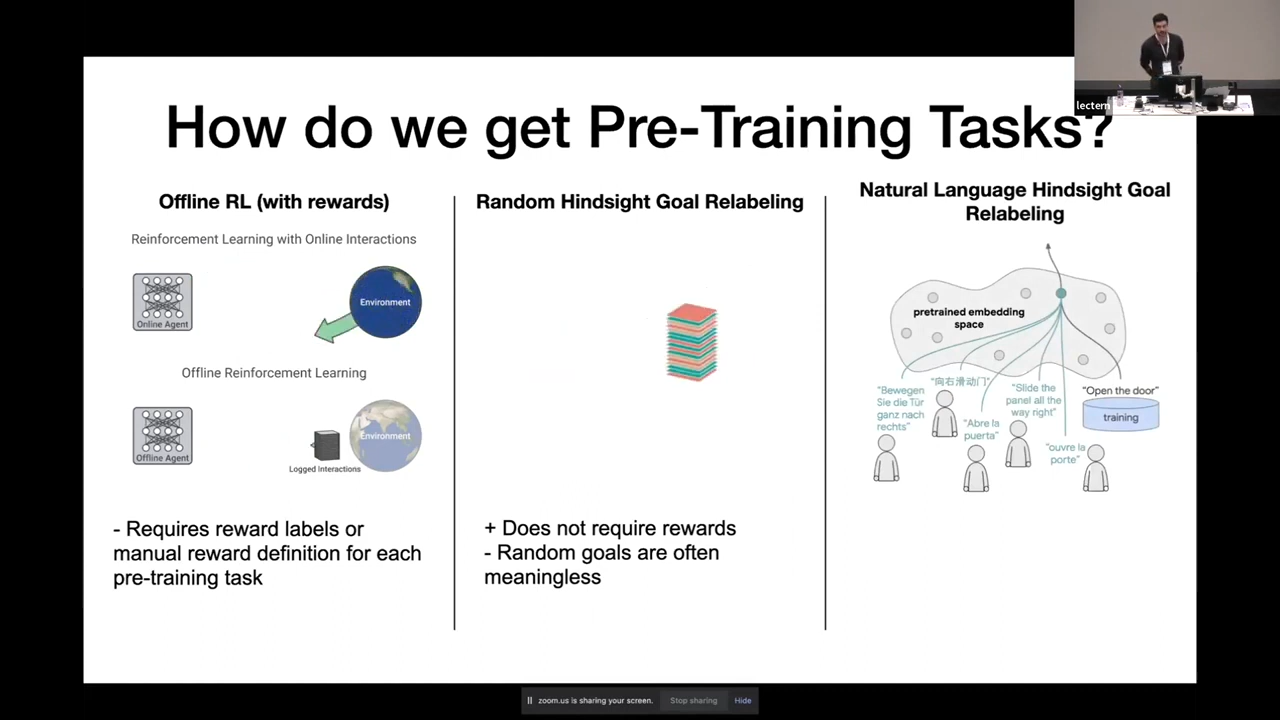 lectern
How do we get Pre-Training Tasks?
Offline RL (with rewards)
Reinforcement Learning with Online Interactions
Online Agent
Environment
Offline Reinforcement Learning
Offline Agent
Logged Interactions
Environment
- Requires reward labels or
manual reward definition for each
pre-training task
Random Hindsight Goal Relabeling
+ Does not require rewards
- Random goals are often
meaningless
Natural Language Hindsight Goal
Relabeling
pretrained embedding
space
"Bewegen
Sie die Tür
ganz nach
rechts"
"向右滑动门"
"Abre la
puerta"
"Slide the
panel all the
way right"
"ouvre la
porte"
"Open the door"
training
zoom.us is sharing your screen.
Stop sharing
Hide